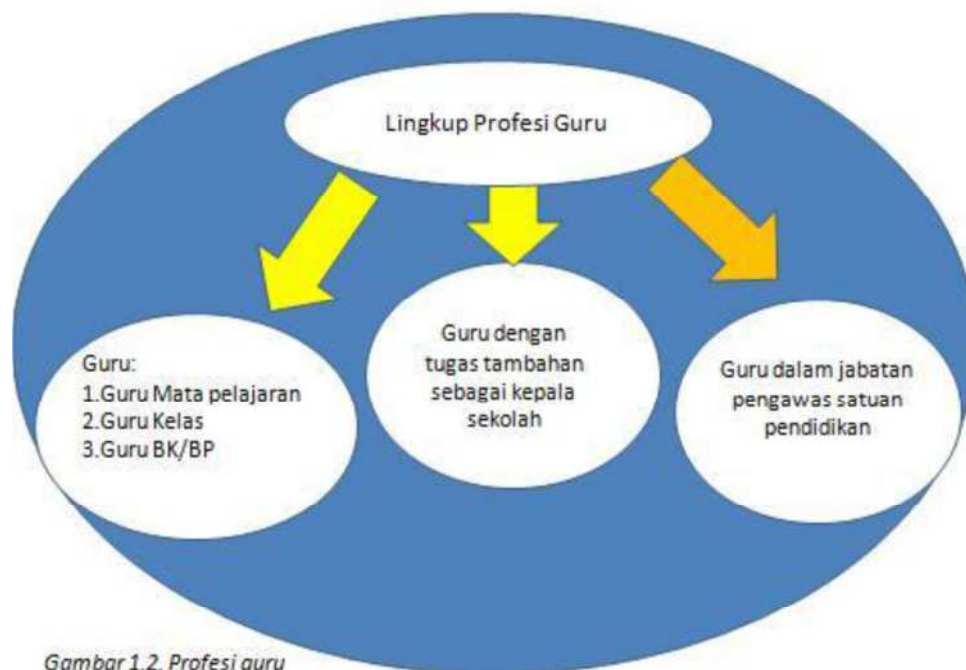 Lingkup Profesi Guru
Guru:
1.Guru Mata pelajaran
2.Guru Kelas
3.Guru BK/BP
Guru dengan
tugas tambahan
sebagai kepala
sekolah
Guru dalam jabatan
pengawas satuan
pendidikan
Gambar 1.2. Profesi guru